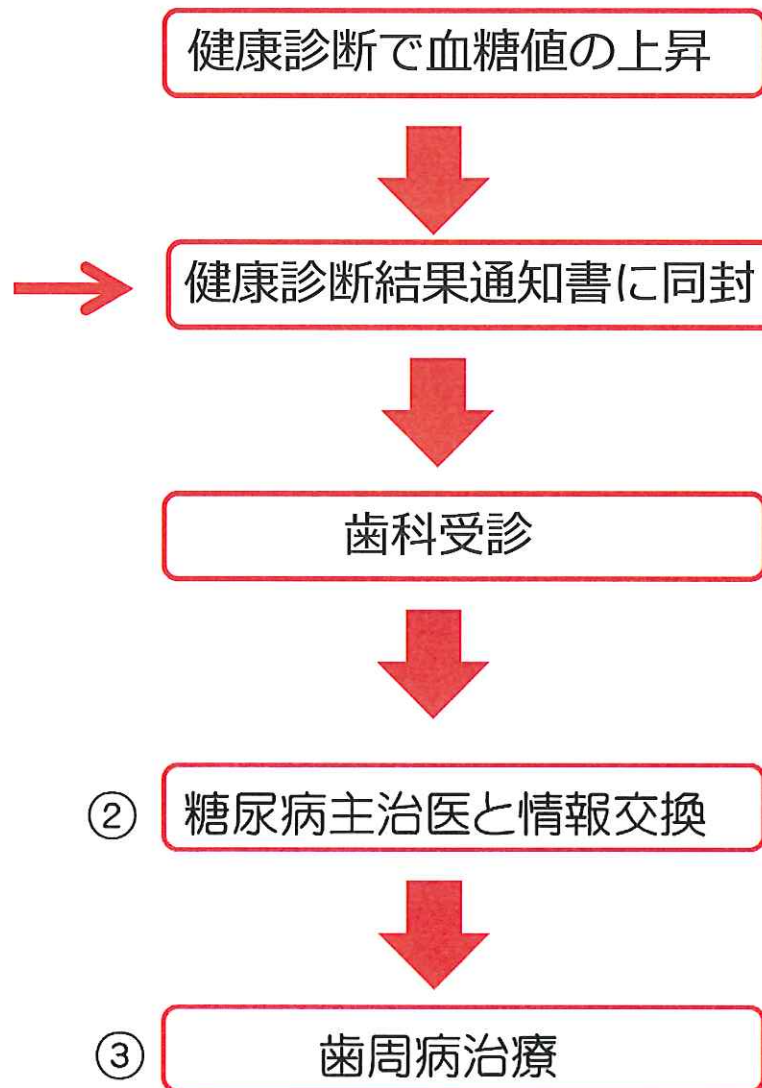 健康診断で血糖値の上昇
健康診断結果通知書に同封
歯科受診
② 糖尿病主治医と情報交換
③ 歯周病治療